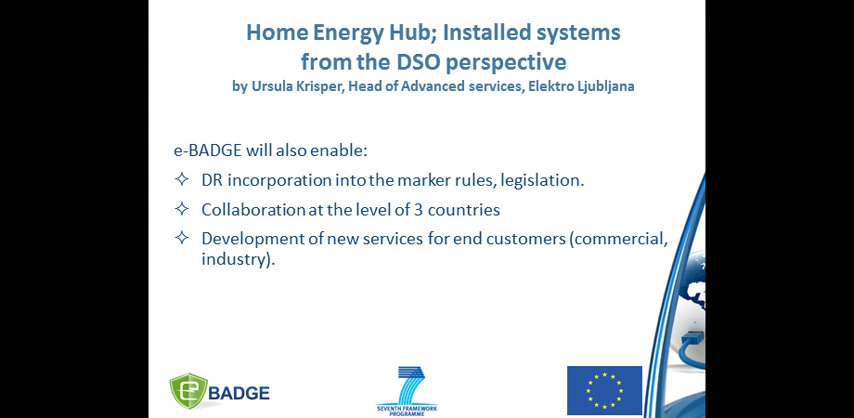 Home Energy Hub; Installed systems
from the DSO perspective
by Ursula Krisper, Head of Advanced services, Elektro Ljubljana
e-BADGE will also enable:
DR incorporation into the marker rules, legislation.
Collaboration at the level of 3 countries
Development of new services for end customers (commercial,
industry).
e BADGE
SEVENTH FRAMEWORK
PROGRAMME